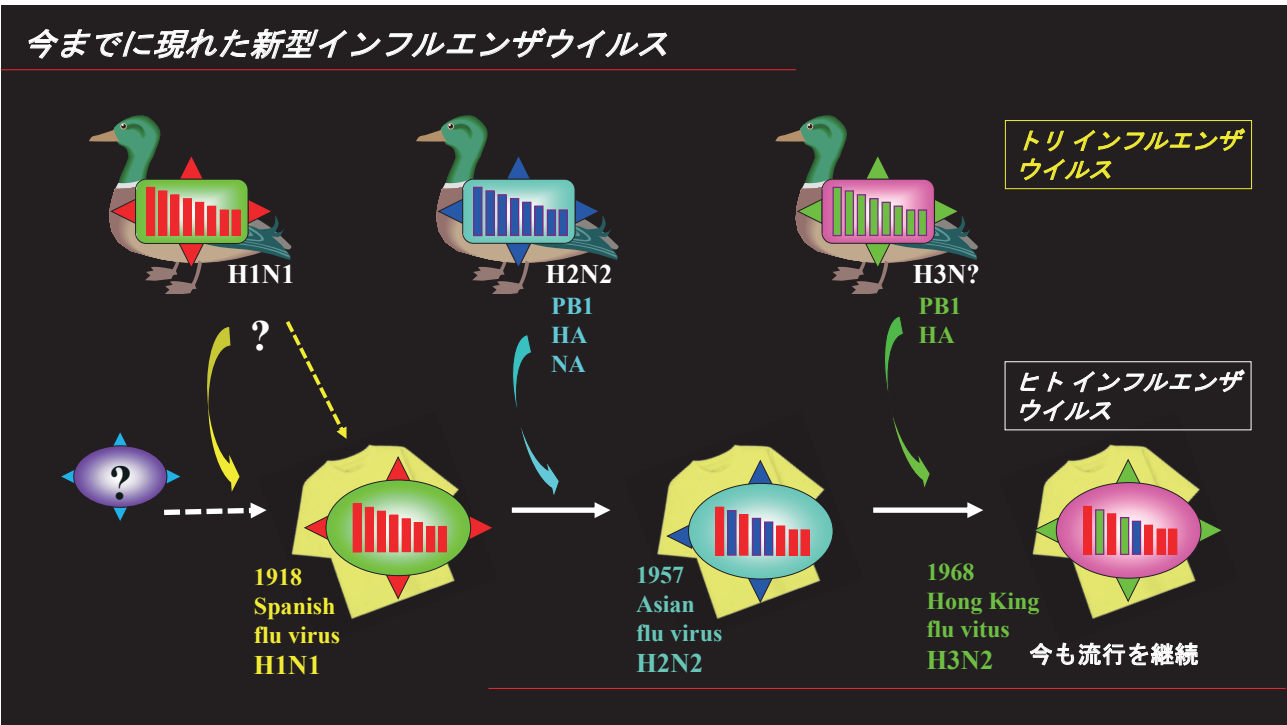 今までに現れた新型インフルエンザウイルス
トリ インフルエンザ
ウイルス
H1N1
H2N2
H3N?
PB1
HA
NA
PB1
HA
?
ヒト インフルエンザ
ウイルス
?
1918
Spanish
flu virus
H1N1
1957
Asian
flu virus
H2N2
1968
Hong King
flu vitus
H3N2
今も流行を継続